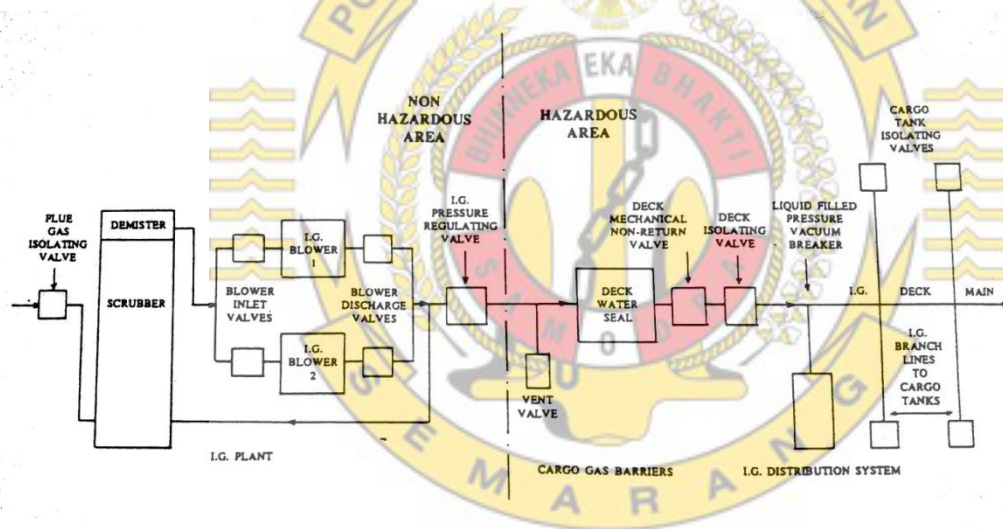 NON
HAZARDOUS
AREA
HAZARDOUS
AREA
CARGO
TANK
ISOLATING
VALVES
PLUE
GAS
ISOLATING
VALVE
DEMISTER
SCRUBBER
I.G.
BLOWER
1
BLOWER
INLET
VALVES
BLOWER
DISCHARGE
VALVES
I.G.
BLOWER
2
I.G.
PRESSURE
REGULATING
VALVE
VENT
VALVE
DECK
WATER
SEAL
DECK
MECHANICAL
NON-RETURN
VALVE
DECK
ISOLATING
VALVE
LIQUID FILLED
PRESSURE
VACUUM
BREAKER
I.G. DECK MAIN
I.G.
BRANCH
LINES
TO
CARGO
TANKS
I.G. PLANT
CARGO GAS BARRIERS
I.G. DISTRIBUTION SYSTEM
BHINNEKA EKA BHAKTI
SEMARANG